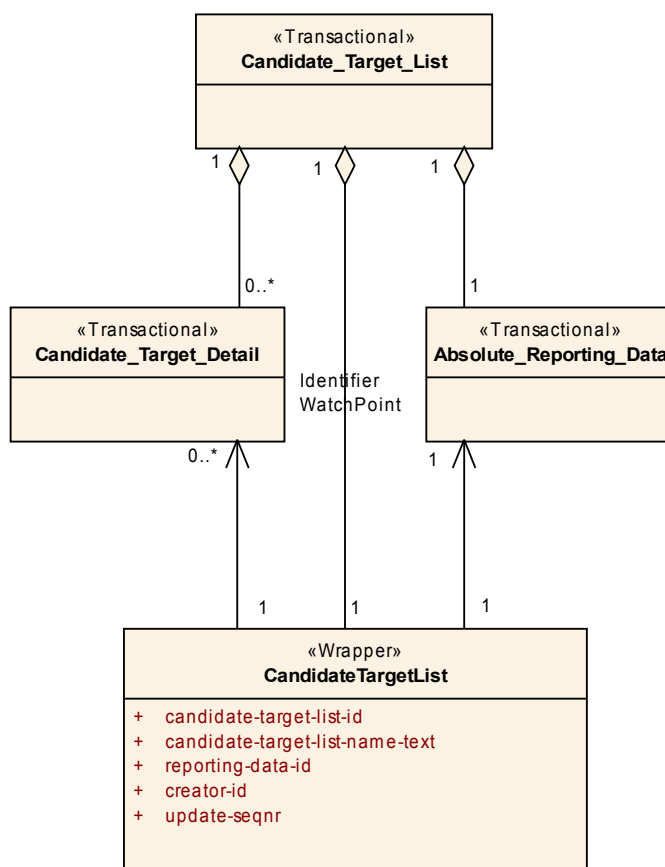 «Transactional»
Candidate_Target_List
1
1
1
0..*
1
«Transactional»
Candidate_Target_Detail
«Transactional»
Absolute_Reporting_Data
Identifier
WatchPoint
0..*
1
1
1
1
«Wrapper»
CandidateTargetList
+ candidate-target-list-id
+ candidate-target-list-name-text
+ reporting-data-id
+ creator-id
+ update-seqnr